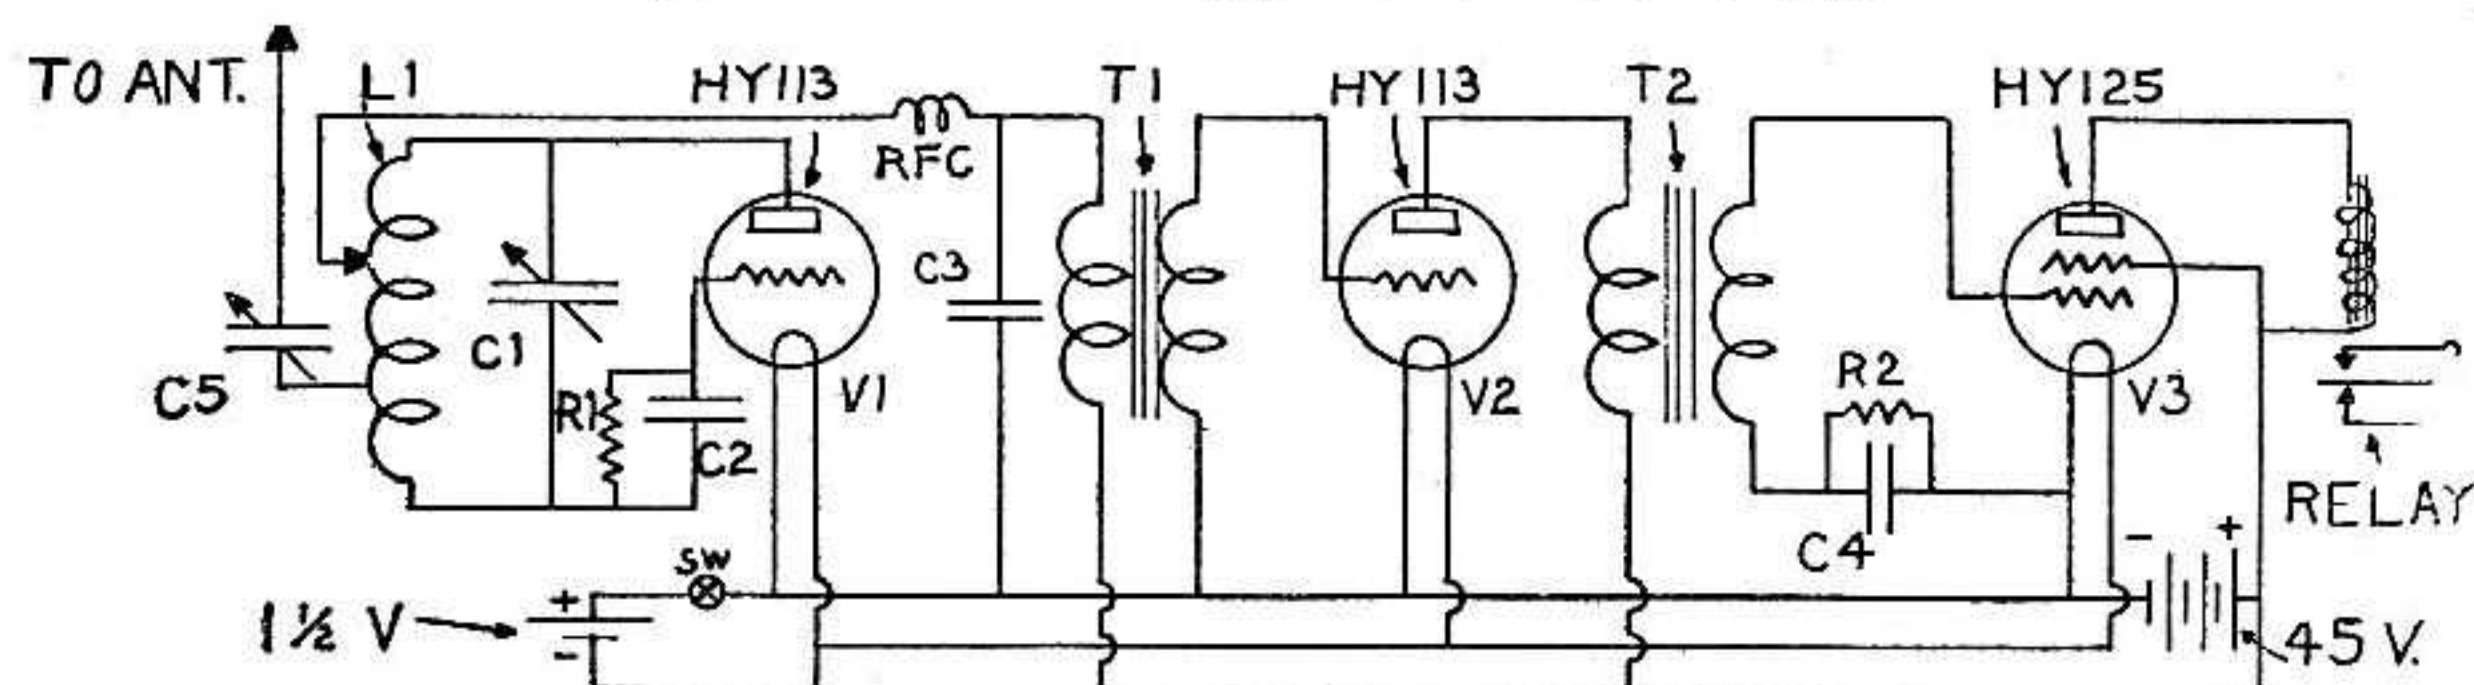 TO ANT.
L1
HY113
RFC
T1
HY113
T2
HY125
C3
C5
C1
R1
C2
V1
V2
R2
V3
C4
RELAY
SW
+
-
1½ V
- +
45 V.